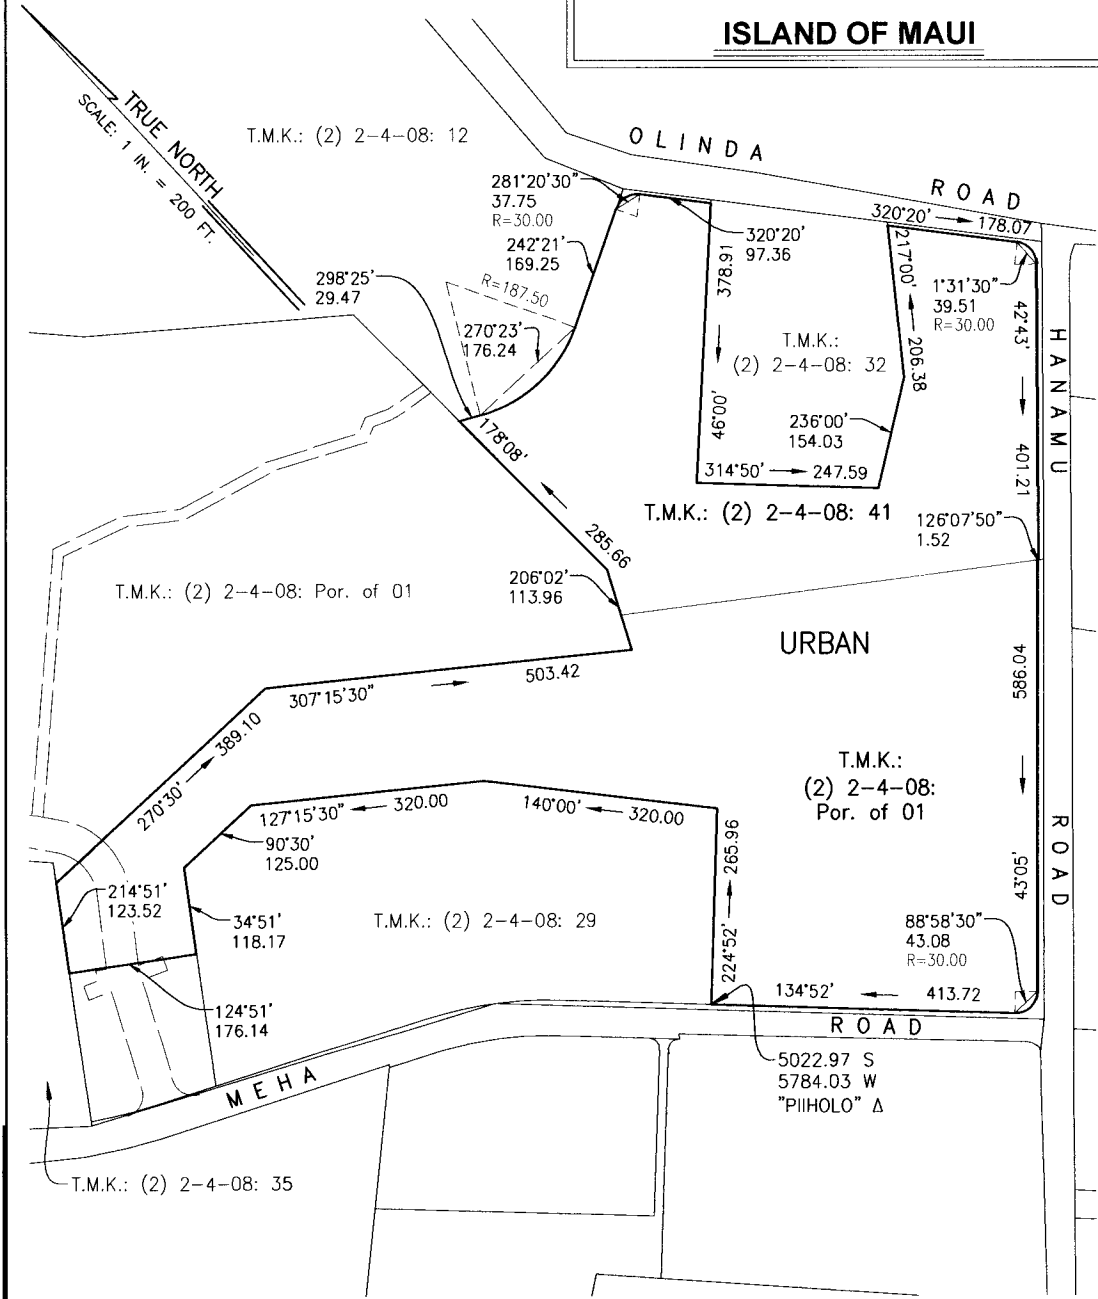 ISLAND OF MAUI
TRUE NORTH
SCALE: 1 IN. = 200 FT.
T.M.K.: (2) 2-4-08: 12
OLINDA
ROAD
281°20'30"
37.75
R=30.00
242°21'
169.25
298°25'
29.47
R=187.50
270°23'
176.24
320°20'
97.36
320°20'
178.07
378.91
46°00'
217°00'
206.38
1°31'30"
39.51
R=30.00
T.M.K.:
(2) 2-4-08: 32
236°00'
154.03
314°50'
247.59
42°43'
401.21
HANAMU
178°08'
285.66
T.M.K.: (2) 2-4-08: 41
126°07'50"
1.52
T.M.K.: (2) 2-4-08: Por. of 01
206°02'
113.96
URBAN
586.04
307°15'30"
503.42
270°30'
389.10
T.M.K.:
(2) 2-4-08:
Por. of 01
127°15'30"
320.00
140°00'
320.00
90°30'
125.00
265.96
224°52'
43°05'
ROAD
214°51'
123.52
34°51'
118.17
T.M.K.: (2) 2-4-08: 29
88°58'30"
43.08
R=30.00
134°52'
413.72
124°51'
176.14
ROAD
MEHA
5022.97 S
5784.03 W
"PIIHOLO" Δ
T.M.K.: (2) 2-4-08: 35